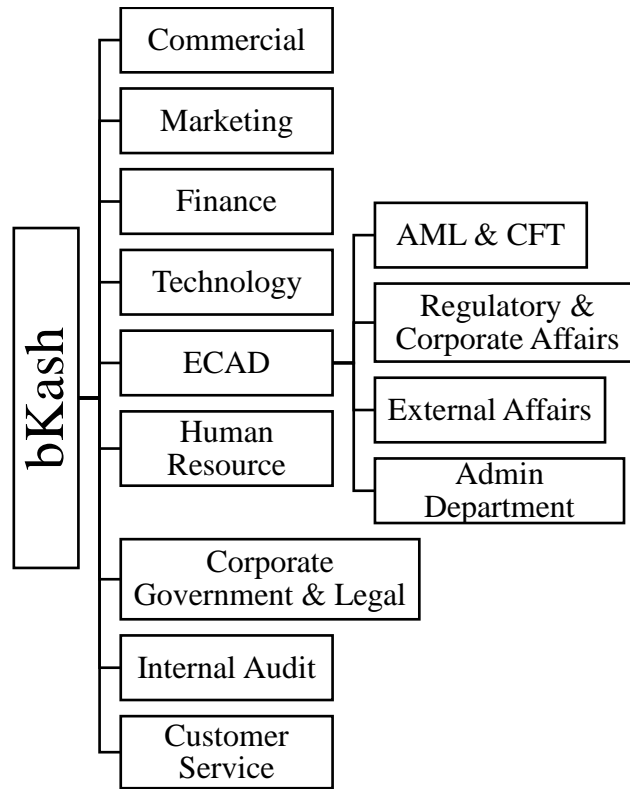 bKash
Commercial
Marketing
Finance
Technology
ECAD
AML & CFT
Regulatory &
Corporate Affairs
External Affairs
Admin
Department
Human
Resource
Corporate
Government & Legal
Internal Audit
Customer
Service